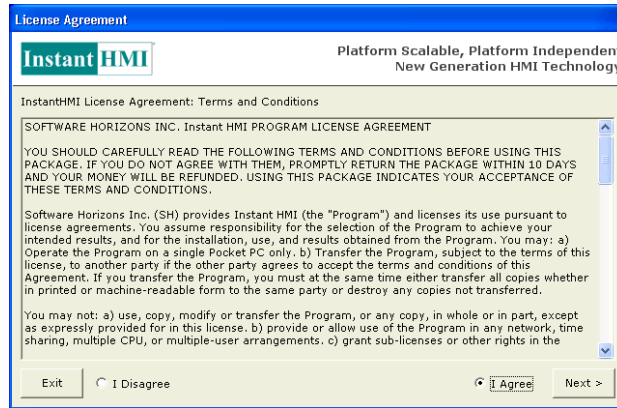 License Agreement
Instant HMI
Platform Scalable, Platform Independent
New Generation HMI Technology
InstantHMI License Agreement: Terms and Conditions
SOFTWARE HORIZONS INC. Instant HMI PROGRAM LICENSE AGREEMENT
YOU SHOULD CAREFULLY READ THE FOLLOWING TERMS AND CONDITIONS BEFORE USING THIS
PACKAGE. IF YOU DO NOT AGREE WITH THEM, PROMPTLY RETURN THE PACKAGE WITHIN 10 DAYS
AND YOUR MONEY WILL BE REFUNDED. USING THIS PACKAGE INDICATES YOUR ACCEPTANCE OF
THESE TERMS AND CONDITIONS.
Software Horizons Inc. (SH) provides Instant HMI (the "Program") and licenses its use pursuant to
license agreements. You assume responsibility for the selection of the Program to achieve your
intended results, and for the installation, use, and results obtained from the Program. You may: a)
Operate the Program on a single Pocket PC only. b) Transfer the Program, subject to the terms of this
license, to another party if the other party agrees to accept the terms and conditions of this
Agreement. If you transfer the Program, you must at the same time either transfer all copies whether
in printed or machine-readable form to the same party or destroy any copies not transferred.
You may not: a) use, copy, modify or transfer the Program, or any copy, in whole or in part, except
as expressly provided for in this license. b) provide or allow use of the Program in any network, time
sharing, multiple CPU, or multiple-user arrangements. c) grant sub-licenses or other rights in the
Exit
I Disagree
I Agree
Next >